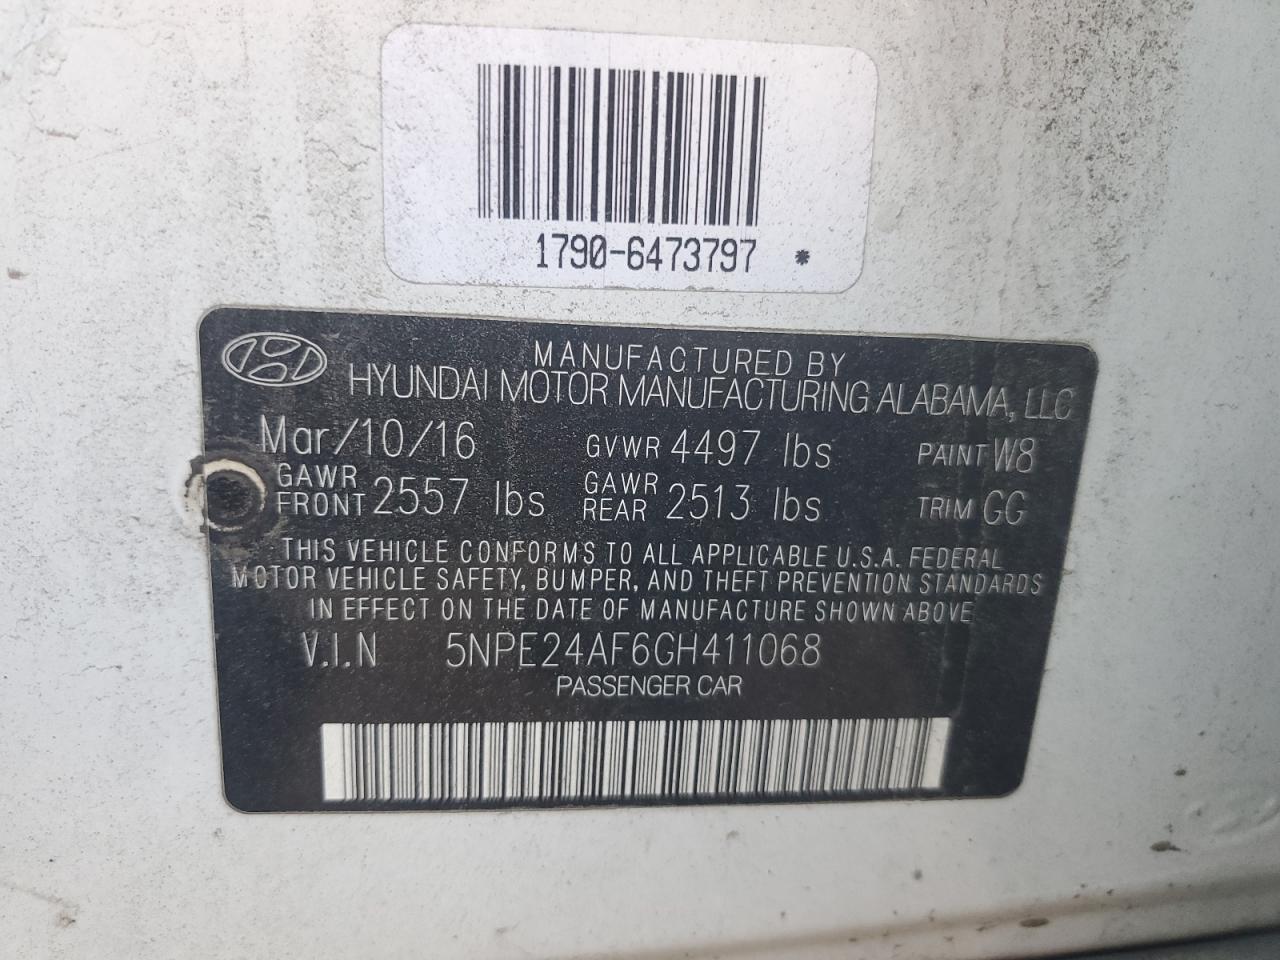 1790-6473797 *
MANUFACTURED BY
HYUNDAI MOTOR MANUFACTURING ALABAMA, LLC
Mar/10/16 GVWR 4497 lbs PAINT W8
GAWR FRONT 2557 lbs GAWR REAR 2513 lbs TRIM GG
THIS VEHICLE CONFORMS TO ALL APPLICABLE U.S.A. FEDERAL
MOTOR VEHICLE SAFETY, BUMPER, AND THEFT PREVENTION STANDARDS
IN EFFECT ON THE DATE OF MANUFACTURE SHOWN ABOVE
V.I.N 5NPE24AF6GH411068
PASSENGER CAR